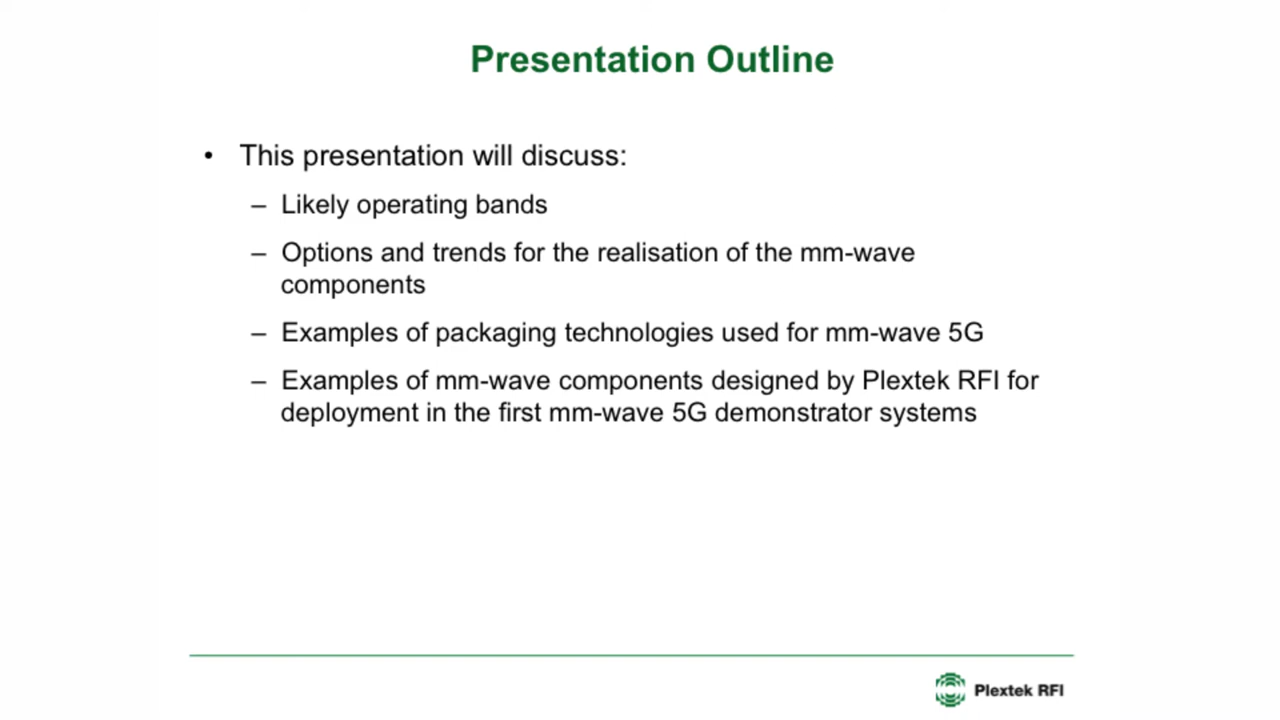 Presentation Outline
• This presentation will discuss:
– Likely operating bands
– Options and trends for the realisation of the mm-wave
components
– Examples of packaging technologies used for mm-wave 5G
– Examples of mm-wave components designed by Plextek RFI for
deployment in the first mm-wave 5G demonstrator systems
Plextek RFI